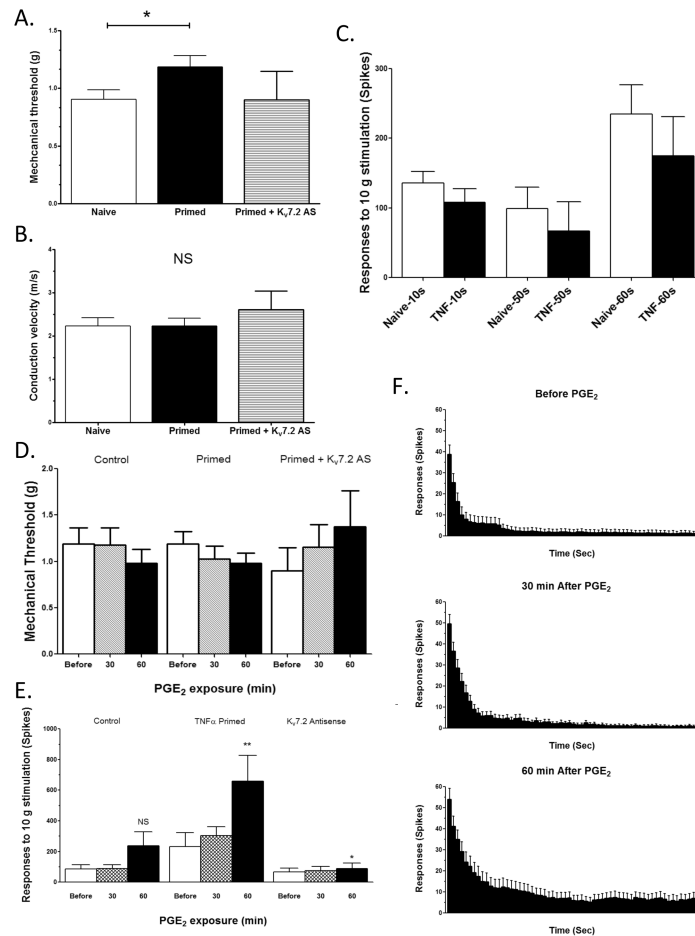 A.
*
Mechcanical threshold (g)
1.5
1.0
0.5
0.0
Naive
Primed
Primed + Kv7.2 AS
B.
NS
Conduction velocity (m/s)
5
4
3
2
1
0
Naive
Primed
Primed + Kv7.2 AS
C.
Responses to 10 g stimulation (Spikes)
300
200
100
0
Naive-10s
TNF-10s
Naive-50s
TNF-50s
Naive-60s
TNF-60s
D.
Control
Primed
Primed + Kv7.2 AS
Mechanical Threshold (g)
2.0
1.5
1.0
0.5
0.0
Before 30 60
Before 30 60
Before 30 60
PGE2 exposure (min)
E.
Control
TNFα Primed
Kv7.2 Antisense
NS
**
*
Responses to 10 g stimulation (Spikes)
1000
800
600
400
200
0
Before 30 60
Before 30 60
Before 30 60
PGE2 exposure (min)
F.
Before PGE2
Responses (Spikes)
60
50
40
30
20
10
0
Time (Sec)
30 min After PGE2
Responses (Spikes)
60
50
40
30
20
10
0
Time (Sec)
60 min After PGE2
Responses (Spikes)
60
50
40
30
20
10
0
Time (Sec)